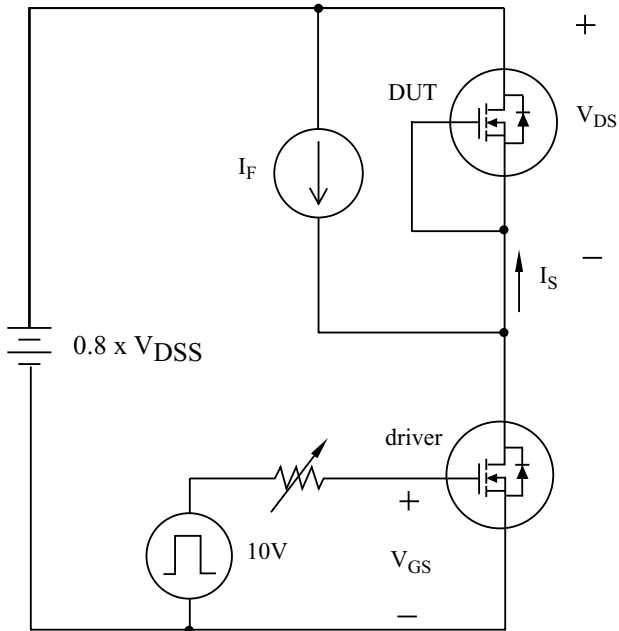 +
DUT
V_DS
I_F
−
I_S
0.8 x V_DSS
driver
+
10V
V_GS
−